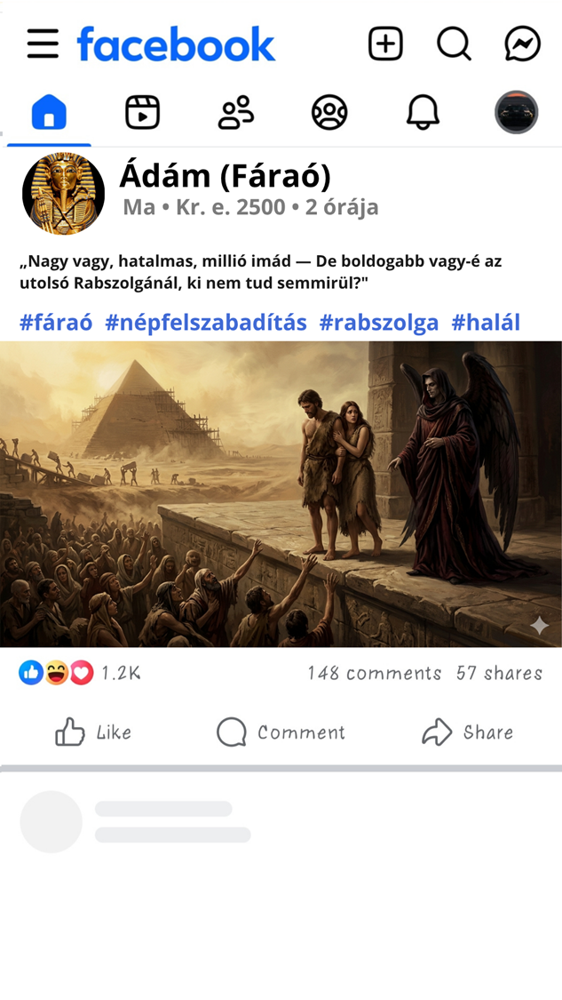 facebook
Ádám (Fáraó)
Ma • Kr. e. 2500 • 2 órája
„Nagy vagy, hatalmas, millió imád — De boldogabb vagy-é az
utolsó Rabszolgánál, ki nem tud semmirül?"
#fáraó #népfelszabadítás #rabszolga #halál
1.2K 148 comments 57 shares
Like Comment Share